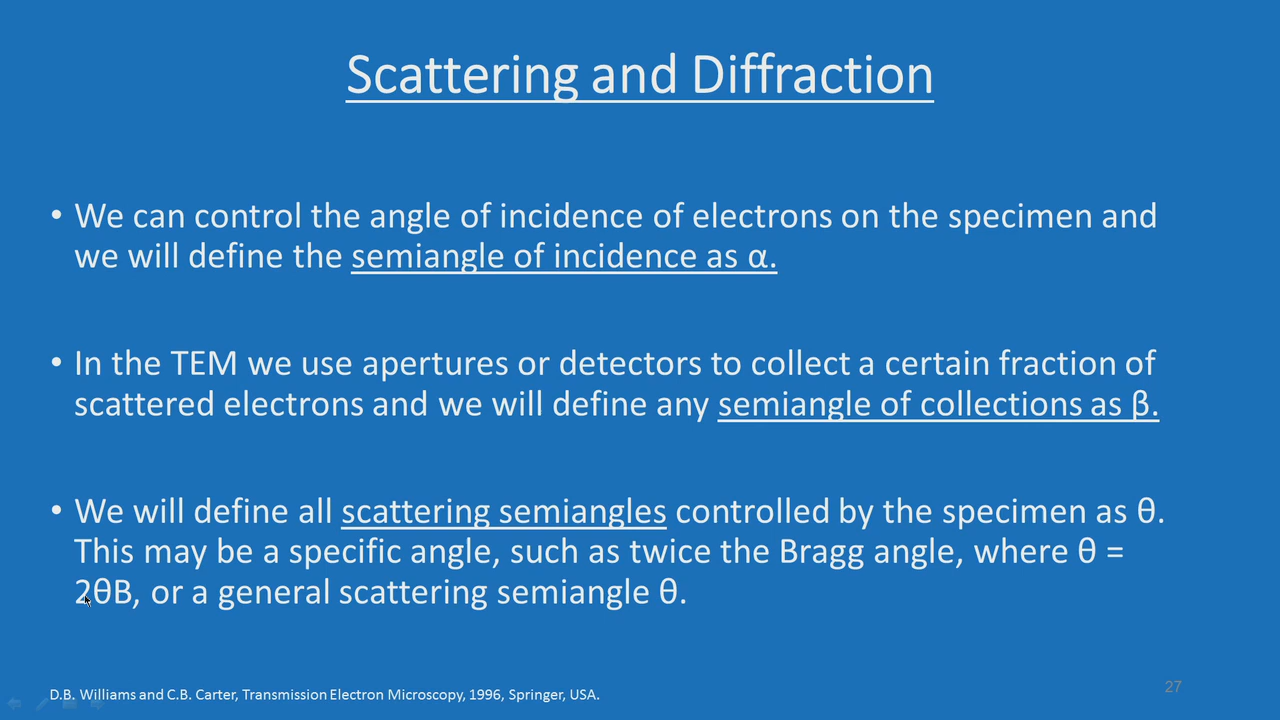 Scattering and Diffraction
• We can control the angle of incidence of electrons on the specimen and
we will define the semiangle of incidence as α.
• In the TEM we use apertures or detectors to collect a certain fraction of
scattered electrons and we will define any semiangle of collections as β.
• We will define all scattering semiangles controlled by the specimen as θ.
This may be a specific angle, such as twice the Bragg angle, where θ =
2θB, or a general scattering semiangle θ.
D.B. Williams and C.B. Carter, Transmission Electron Microscopy, 1996, Springer, USA.
27